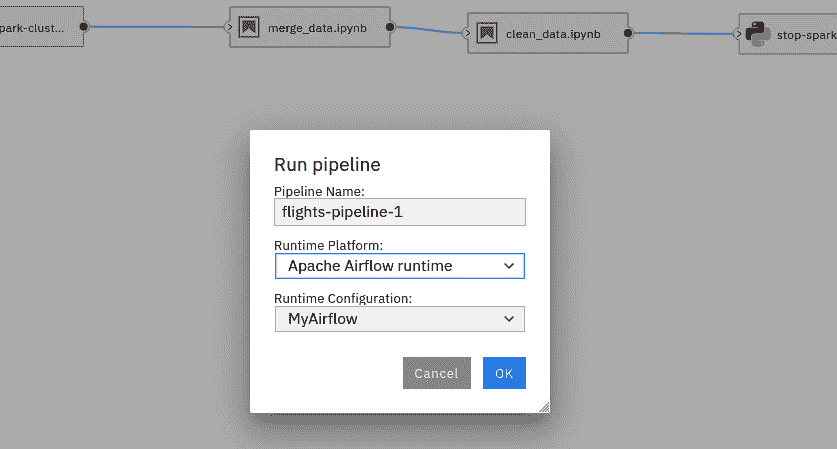 park-clust...
merge_data.ipynb
clean_data.ipynb
stop-spark
Run pipeline
Pipeline Name:
flights-pipeline-1
Runtime Platform:
Apache Airflow runtime
Runtime Configuration:
MyAirflow
Cancel
OK